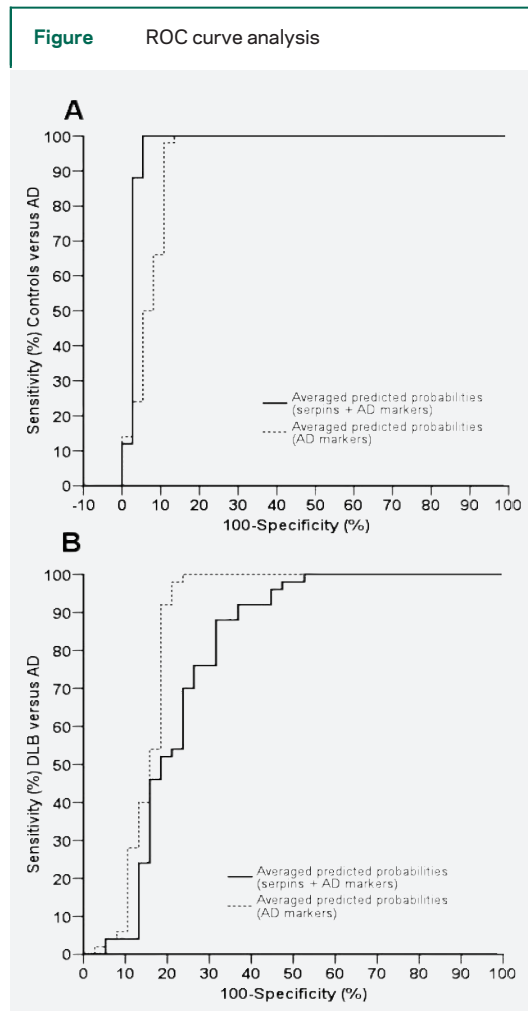 Figure ROC curve analysis
A
Sensitivity (%) Controls versus AD
100
90
80
70
60
50
40
30
20
10
0
Averaged predicted probabilities
(serpins + AD markers)
Averaged predicted probabilities
(AD markers)
-10 0 10 20 30 40 50 60 70 80 90 100
100-Specificity (%)
B
Sensitivity (%) DLB versus AD
100
90
80
70
60
50
40
30
20
10
0
Averaged predicted probabilities
(serpins + AD markers)
Averaged predicted probabilities
(AD markers)
0 10 20 30 40 50 60 70 80 90 100
100-Specificity (%)